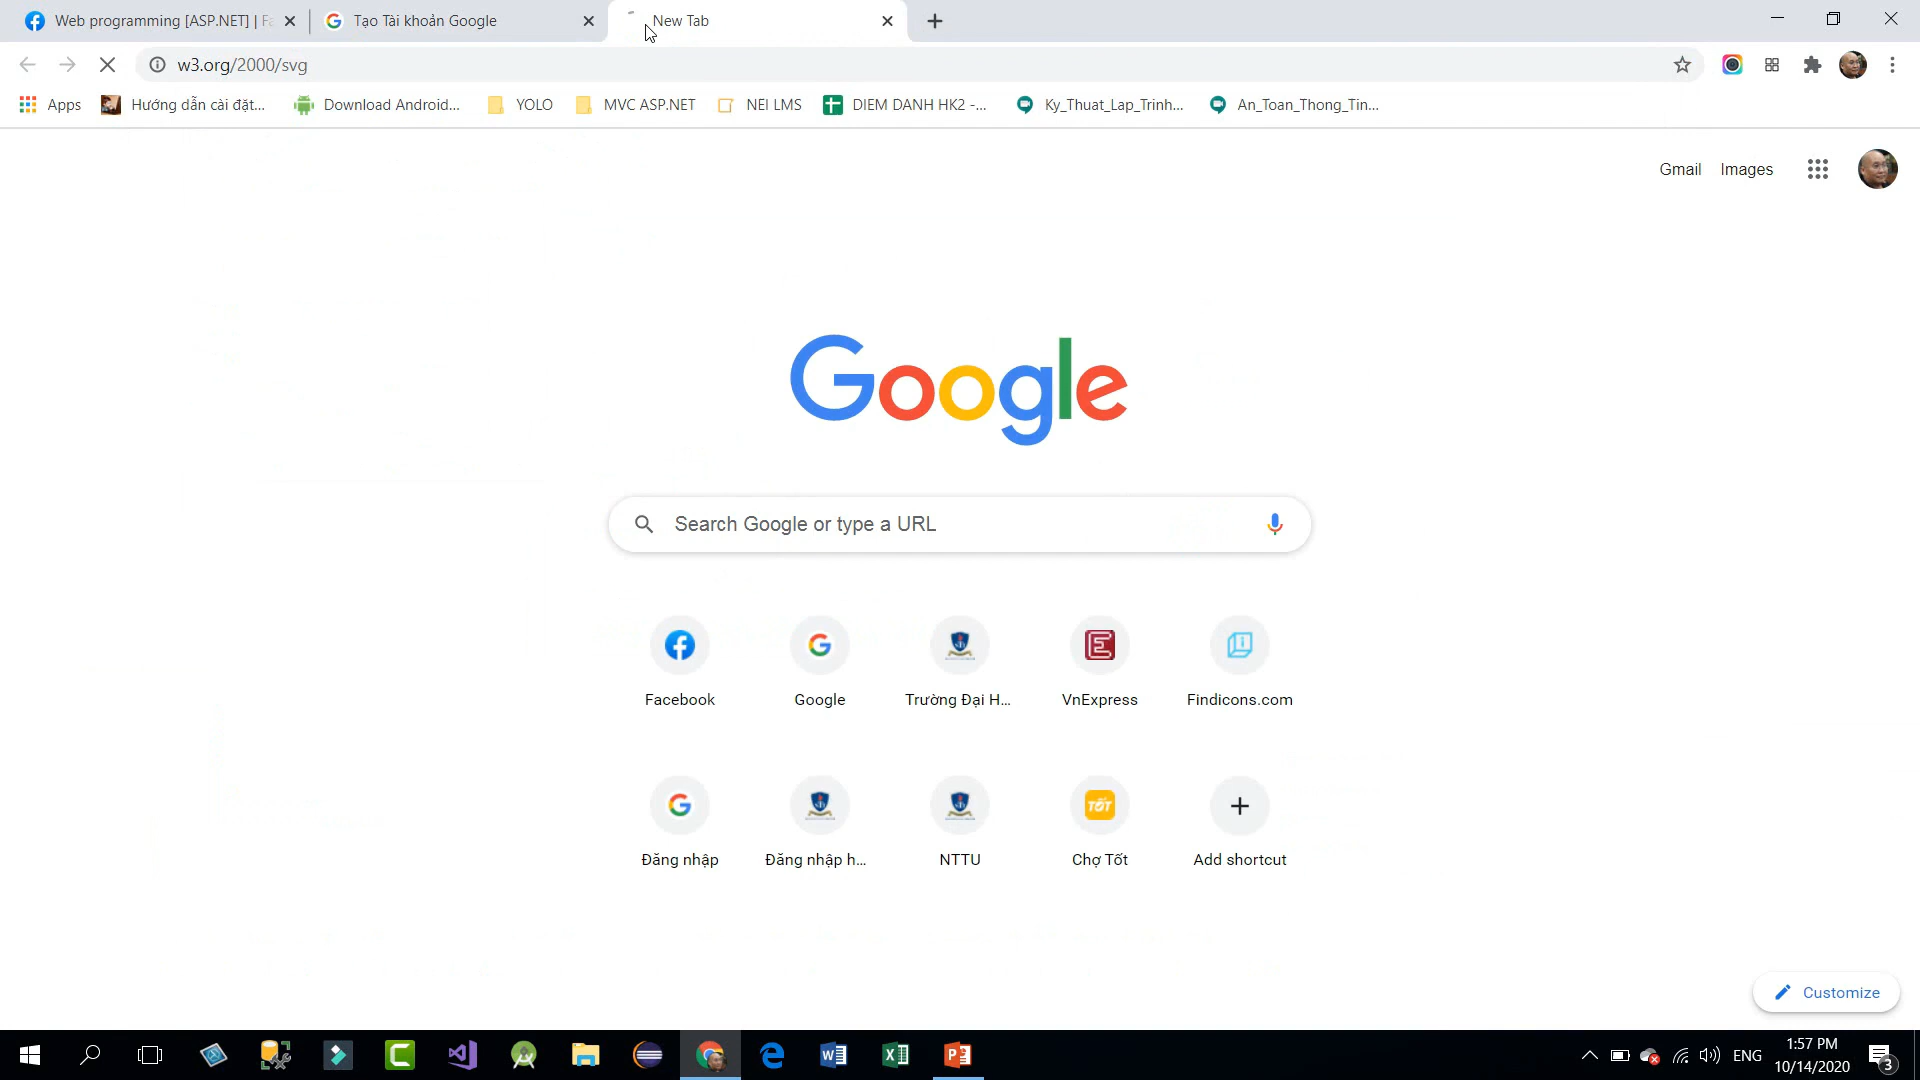 Web programming [ASP.NET] | Fa
Tạo Tài khoản Google
New Tab
w3.org/2000/svg
Apps
Hướng dẫn cài đặt...
Download Android...
YOLO
MVC ASP.NET
NEI LMS
DIEM DANH HK2 -...
Ky_Thuat_Lap_Trinh...
An_Toan_Thong_Tin...
Gmail
Images
Google
Search Google or type a URL
Facebook
Google
Trường Đại H...
VnExpress
Findicons.com
TỐT
Đăng nhập
Đăng nhập h...
NTTU
Chợ Tốt
Add shortcut
Customize
ENG
1:57 PM
10/14/2020
3